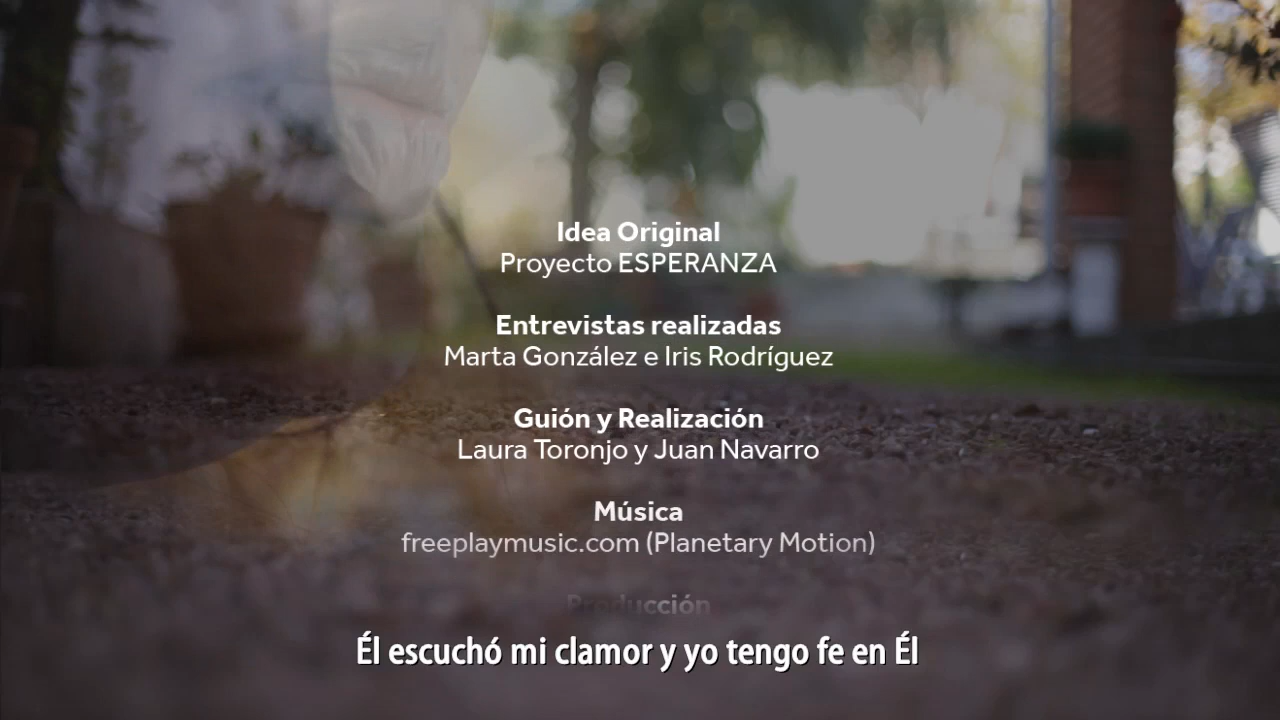 Idea Original
Proyecto ESPERANZA
Entrevistas realizadas
Marta González e Iris Rodríguez
Guión y Realización
Laura Toronjo y Juan Navarro
Música
freeplaymusic.com (Planetary Motion)
Producción
Él escuchó mi clamor y yo tengo fe en Él